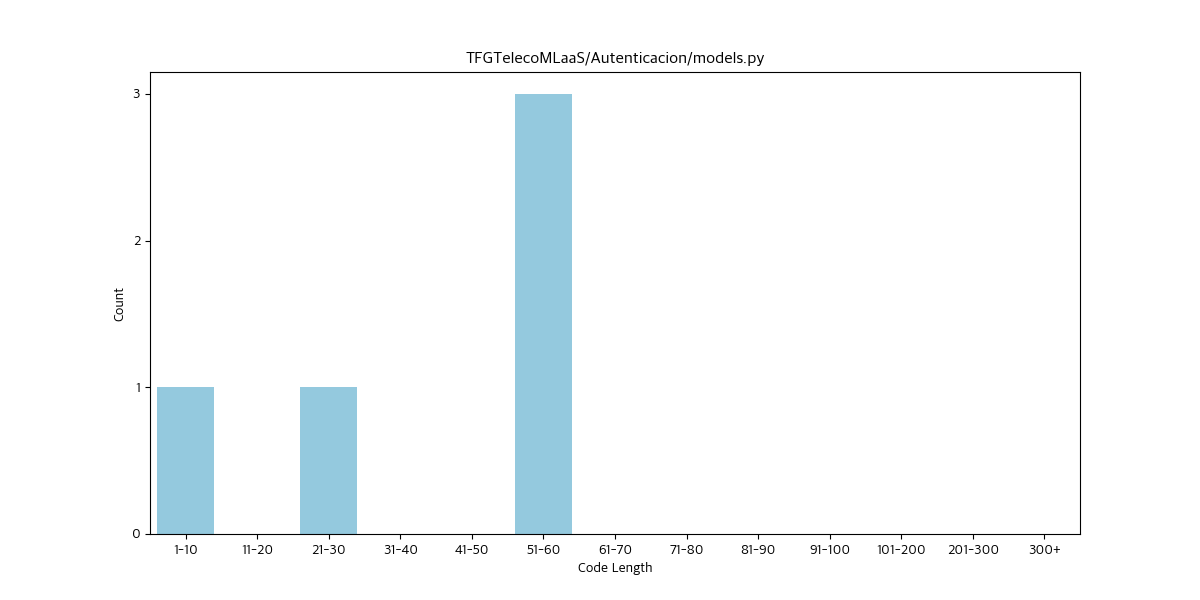 TFGTelecoMLaaS/Autenticacion/models.py
3
2
1
0
Count
1-10 11-20 21-30 31-40 41-50 51-60 61-70 71-80 81-90 91-100 101-200 201-300 300+
Code Length